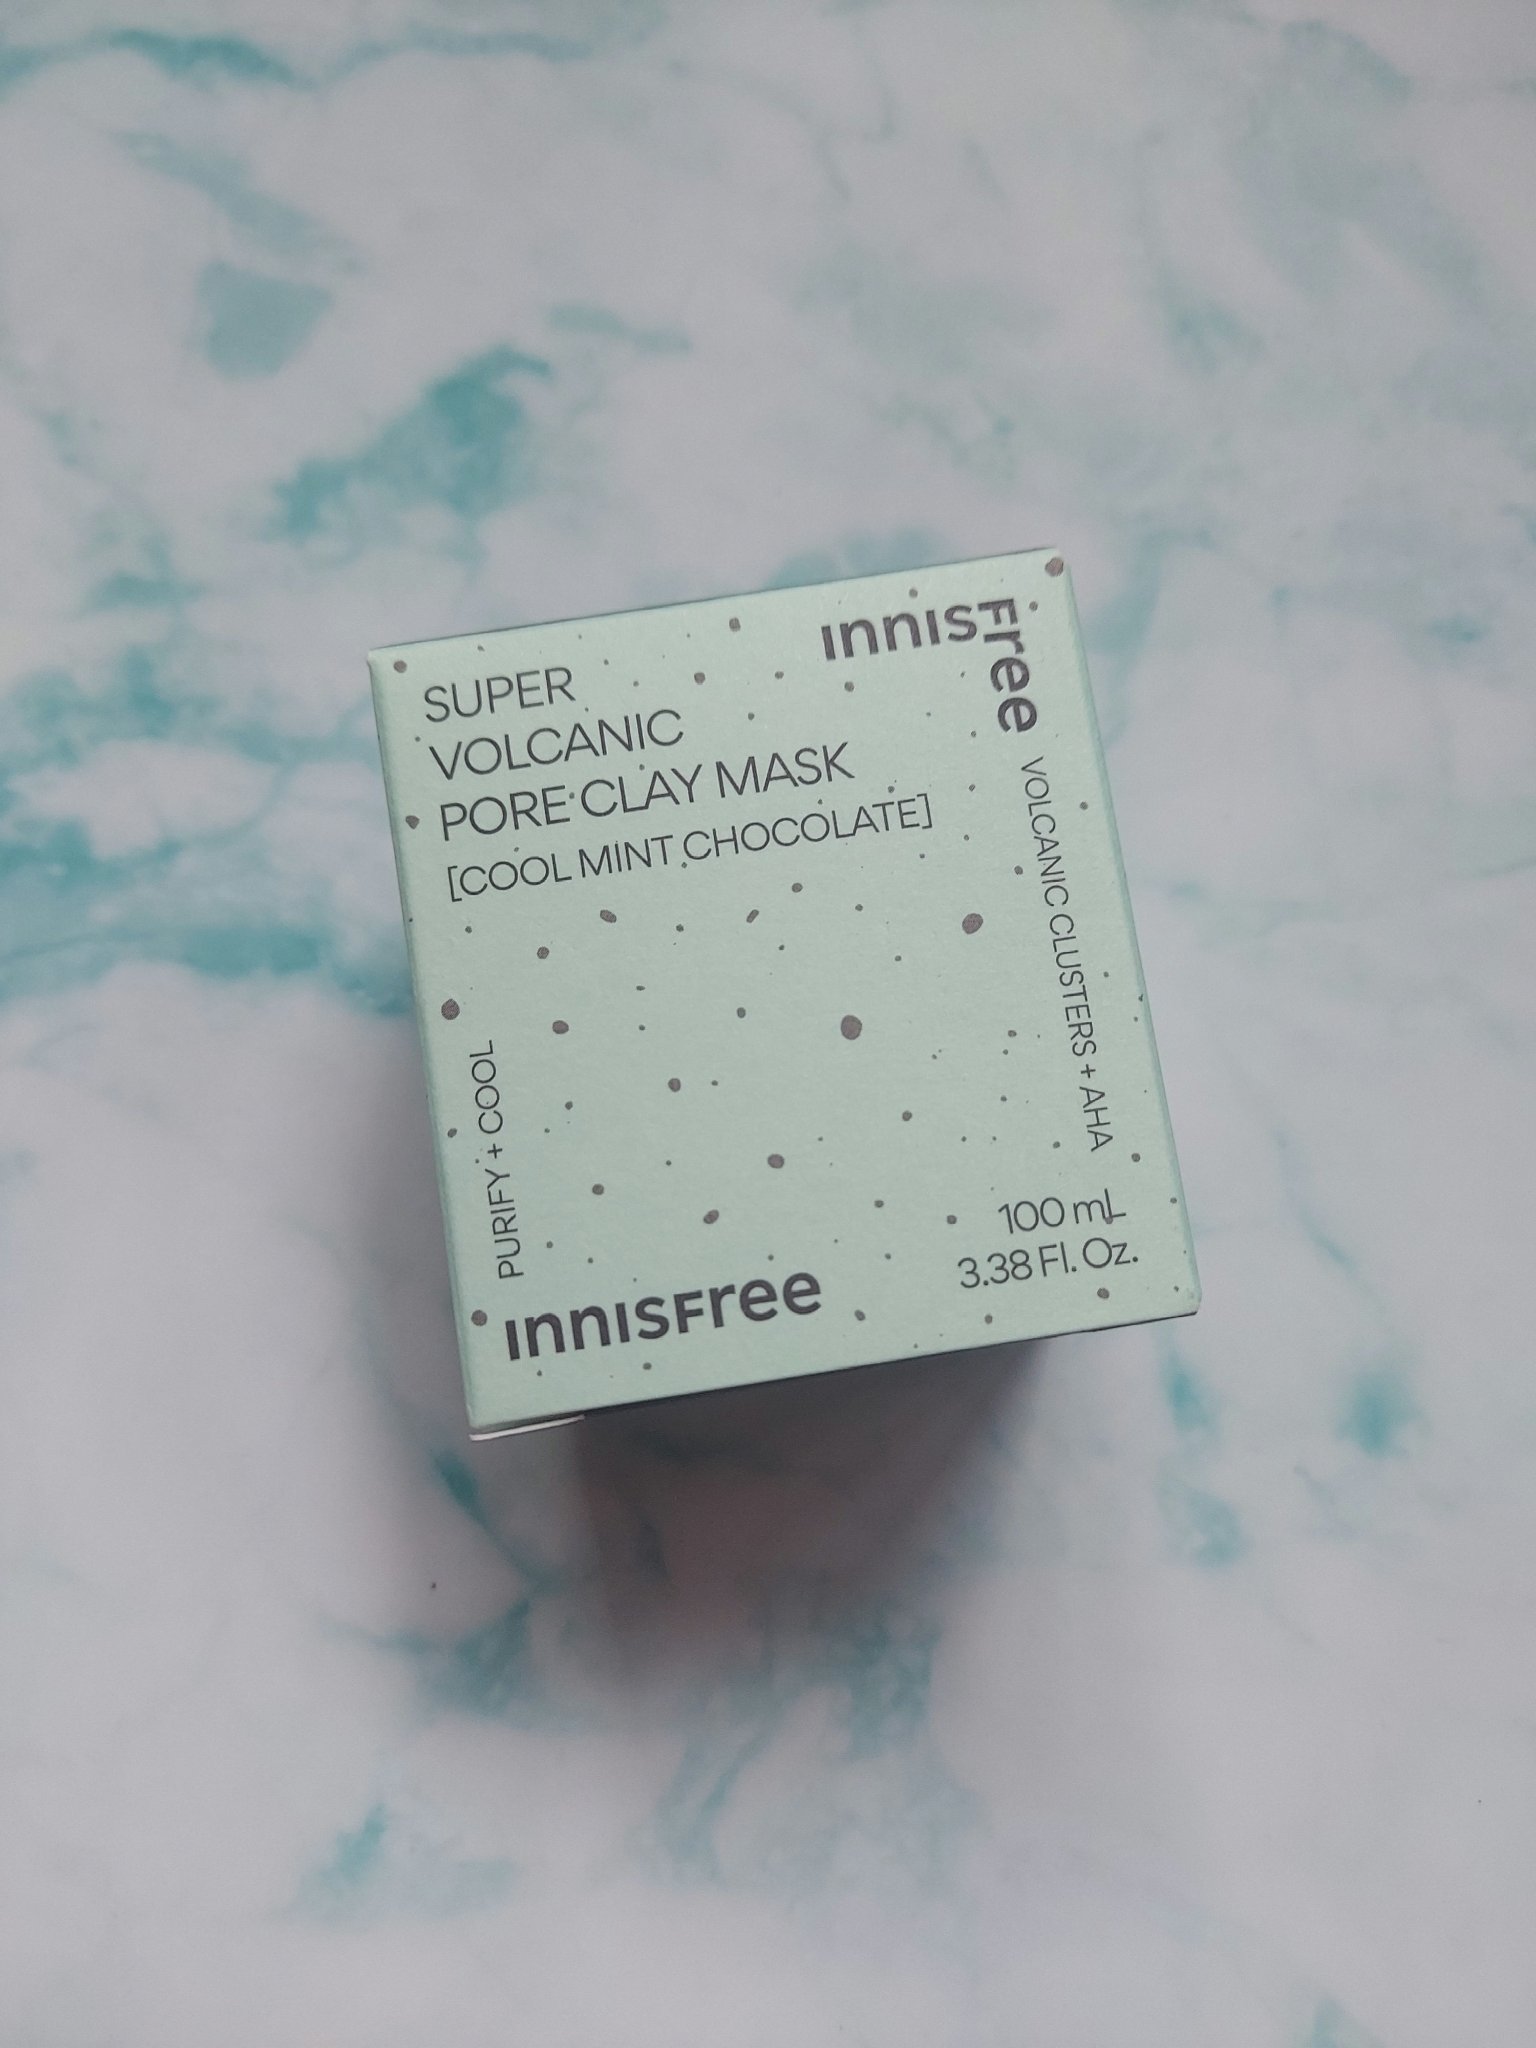 SUPER
VOLCANIC
PORE CLAY MASK
[COOL MINT CHOCOLATE]
INNISFree
VOLCANIC CLUSTERS + AHA
PURIFY + COOL
INNISFree
100 mL
3.38 Fl. Oz.